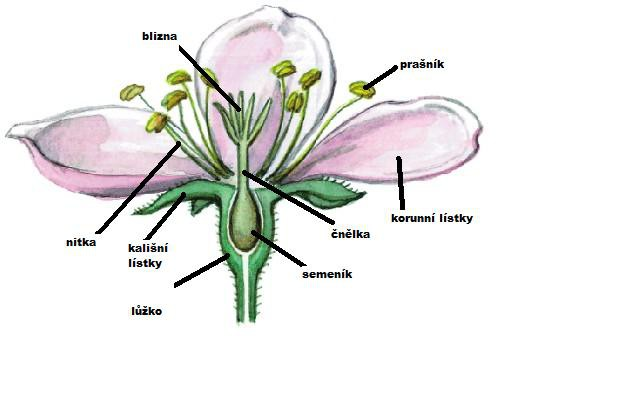 blizna
prašník
korunní lístky
čnělka
nitka
kališní
lístky
semeník
lůžko